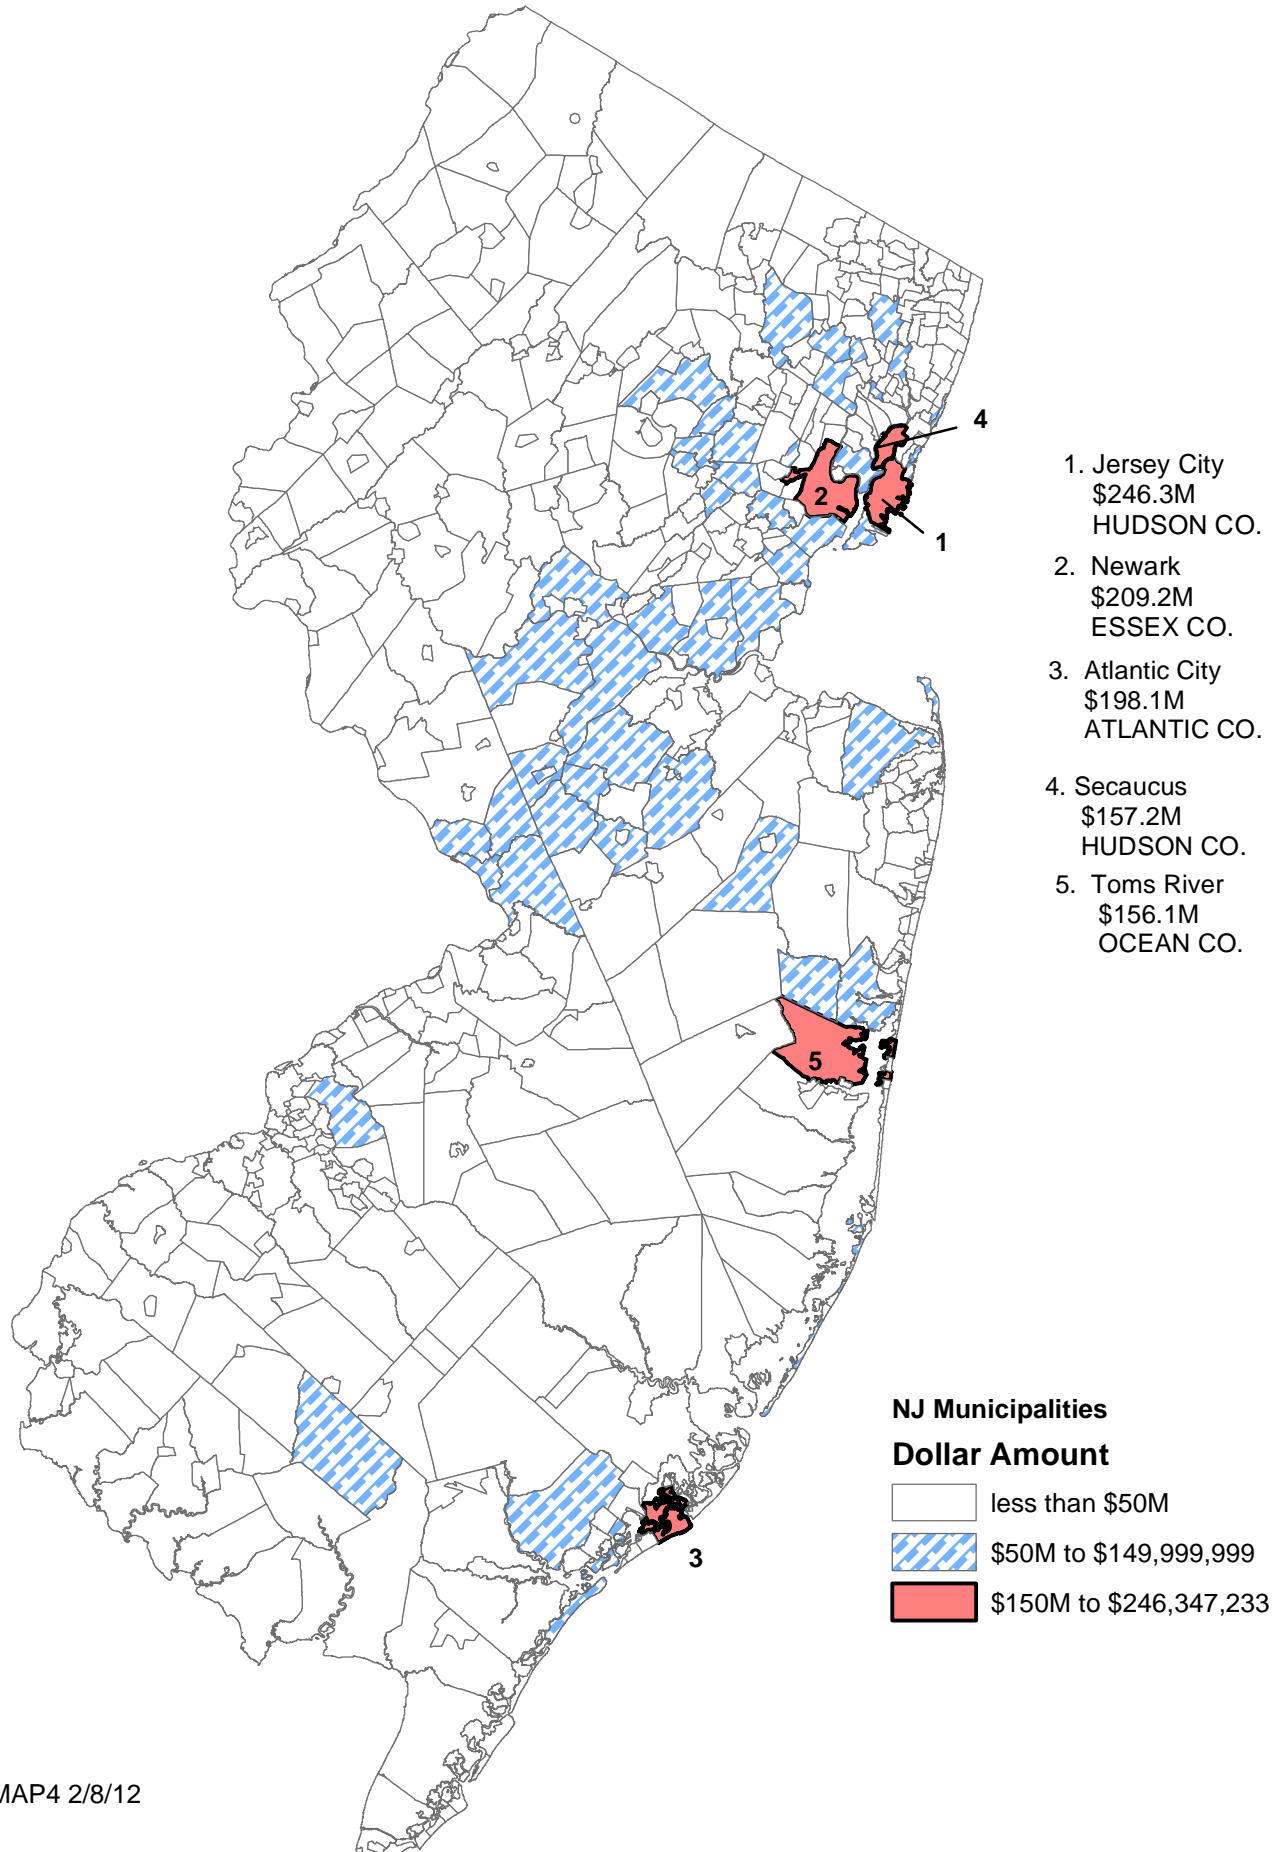 4
1. Jersey City
$246.3M
HUDSON CO.
2
1
2. Newark
$209.2M
ESSEX CO.
3. Atlantic City
$198.1M
ATLANTIC CO.
4. Secaucus
$157.2M
HUDSON CO.
5. Toms River
$156.1M
OCEAN CO.
5
NJ Municipalities
Dollar Amount
less than $50M
$50M to $149,999,999
$150M to $246,347,233
3
MAP4 2/8/12